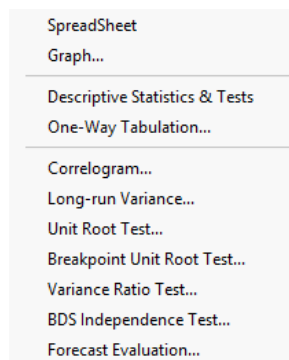 SpreadSheet
Graph...
Descriptive Statistics & Tests
One-Way Tabulation...
Correlogram...
Long-run Variance...
Unit Root Test...
Breakpoint Unit Root Test...
Variance Ratio Test...
BDS Independence Test...
Forecast Evaluation...